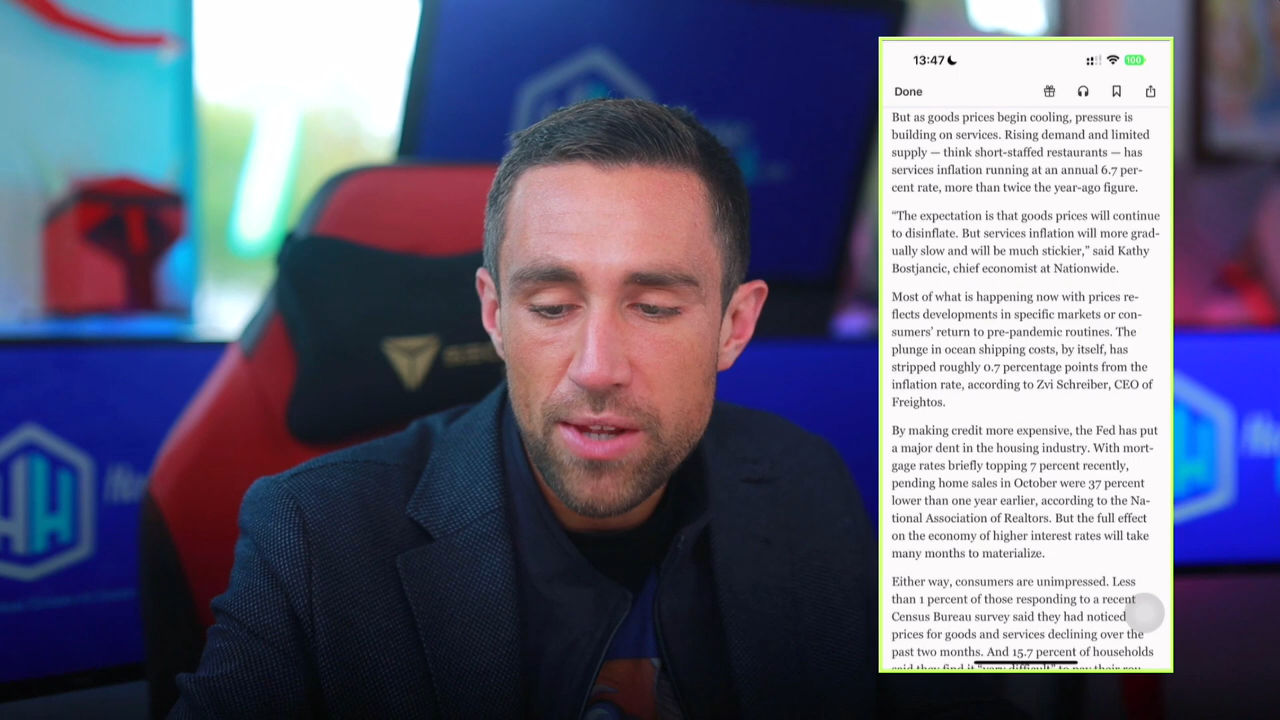 13:47
100
Done
But as goods prices begin cooling, pressure is
building on services. Rising demand and limited
supply — think short-staffed restaurants — has
services inflation running at an annual 6.7 per-
cent rate, more than twice the year-ago figure.
“The expectation is that goods prices will continue
to disinflate. But services inflation will more grad-
ually slow and will be much stickier,” said Kathy
Bostjancic, chief economist at Nationwide.
Most of what is happening now with prices re-
flects developments in specific markets or con-
sumers’ return to pre-pandemic routines. The
plunge in ocean shipping costs, by itself, has
stripped roughly 0.7 percentage points from the
inflation rate, according to Zvi Schreiber, CEO of
Freightos.
By making credit more expensive, the Fed has put
a major dent in the housing industry. With mort-
gage rates briefly topping 7 percent recently,
pending home sales in October were 37 percent
lower than one year earlier, according to the Na-
tional Association of Realtors. But the full effect
on the economy of higher interest rates will take
many months to materialize.
Either way, consumers are unimpressed. Less
than 1 percent of those responding to a recent
Census Bureau survey said they had noticed
prices for goods and services declining over the
past two months. And 15.7 percent of households
said they find it “very difficult” to pay their